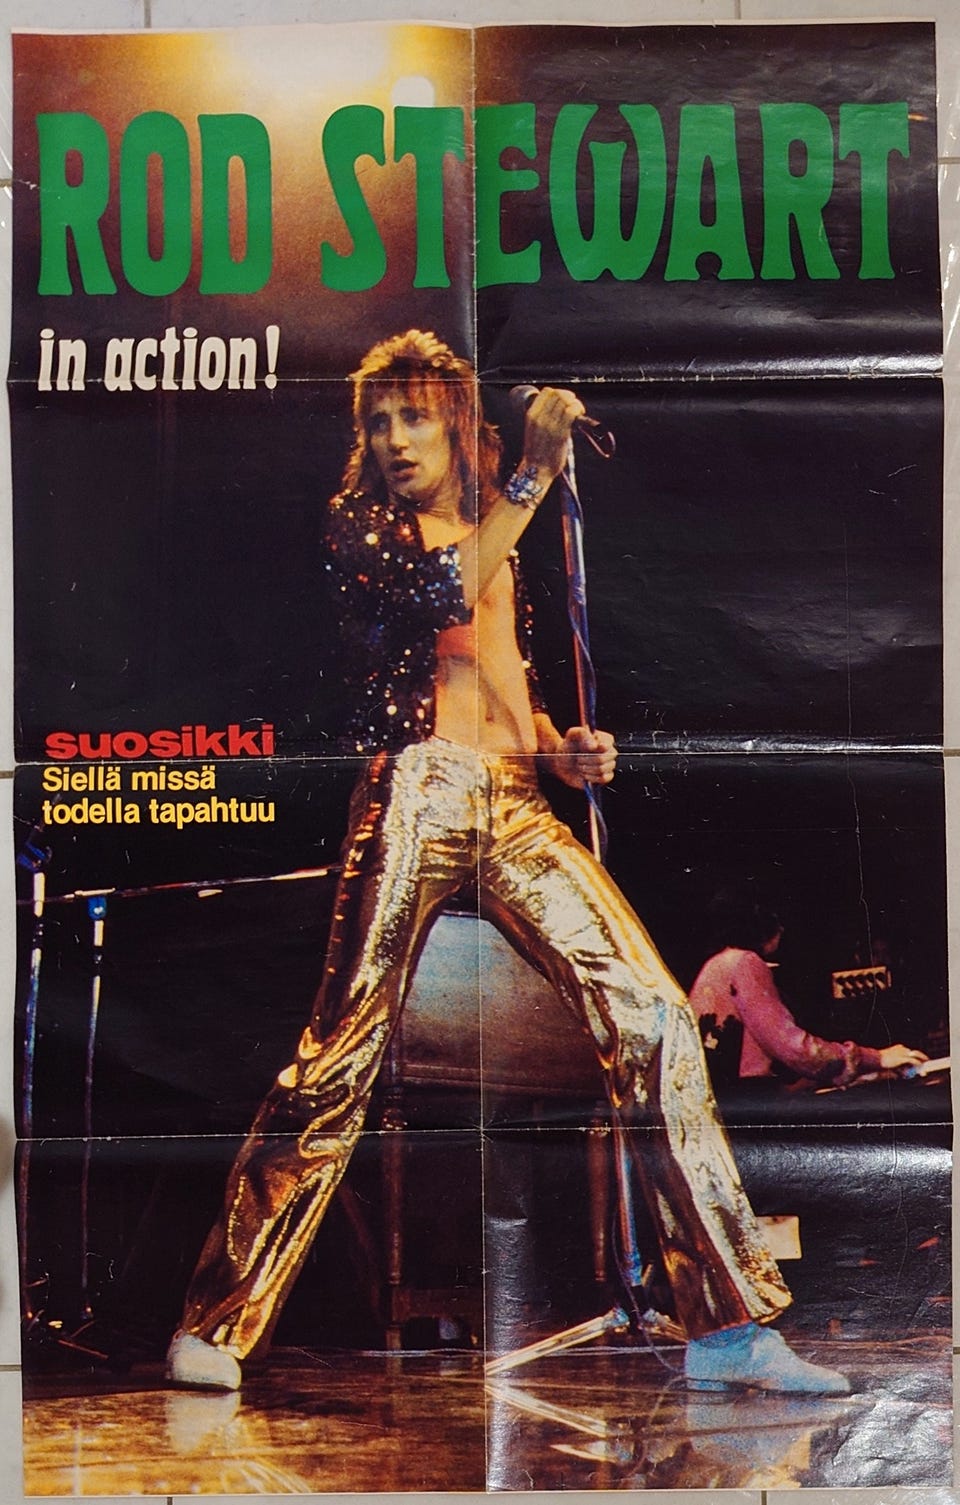 ROD STEWART
in action!
suosikki
Siellä missä
todella tapahtuu